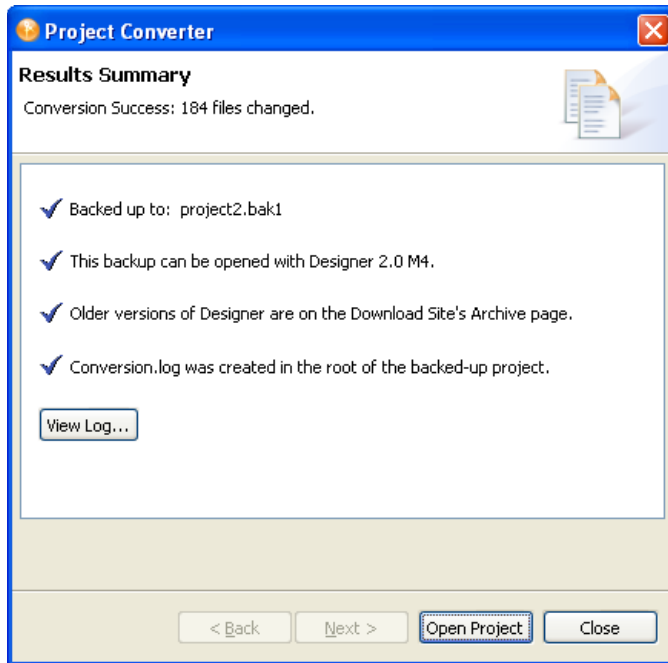 Project Converter
Results Summary
Conversion Success: 184 files changed.
Backed up to: project2.bak1
This backup can be opened with Designer 2.0 M4.
Older versions of Designer are on the Download Site's Archive page.
Conversion.log was created in the root of the backed-up project.
View Log...
< Back Next > Open Project Close